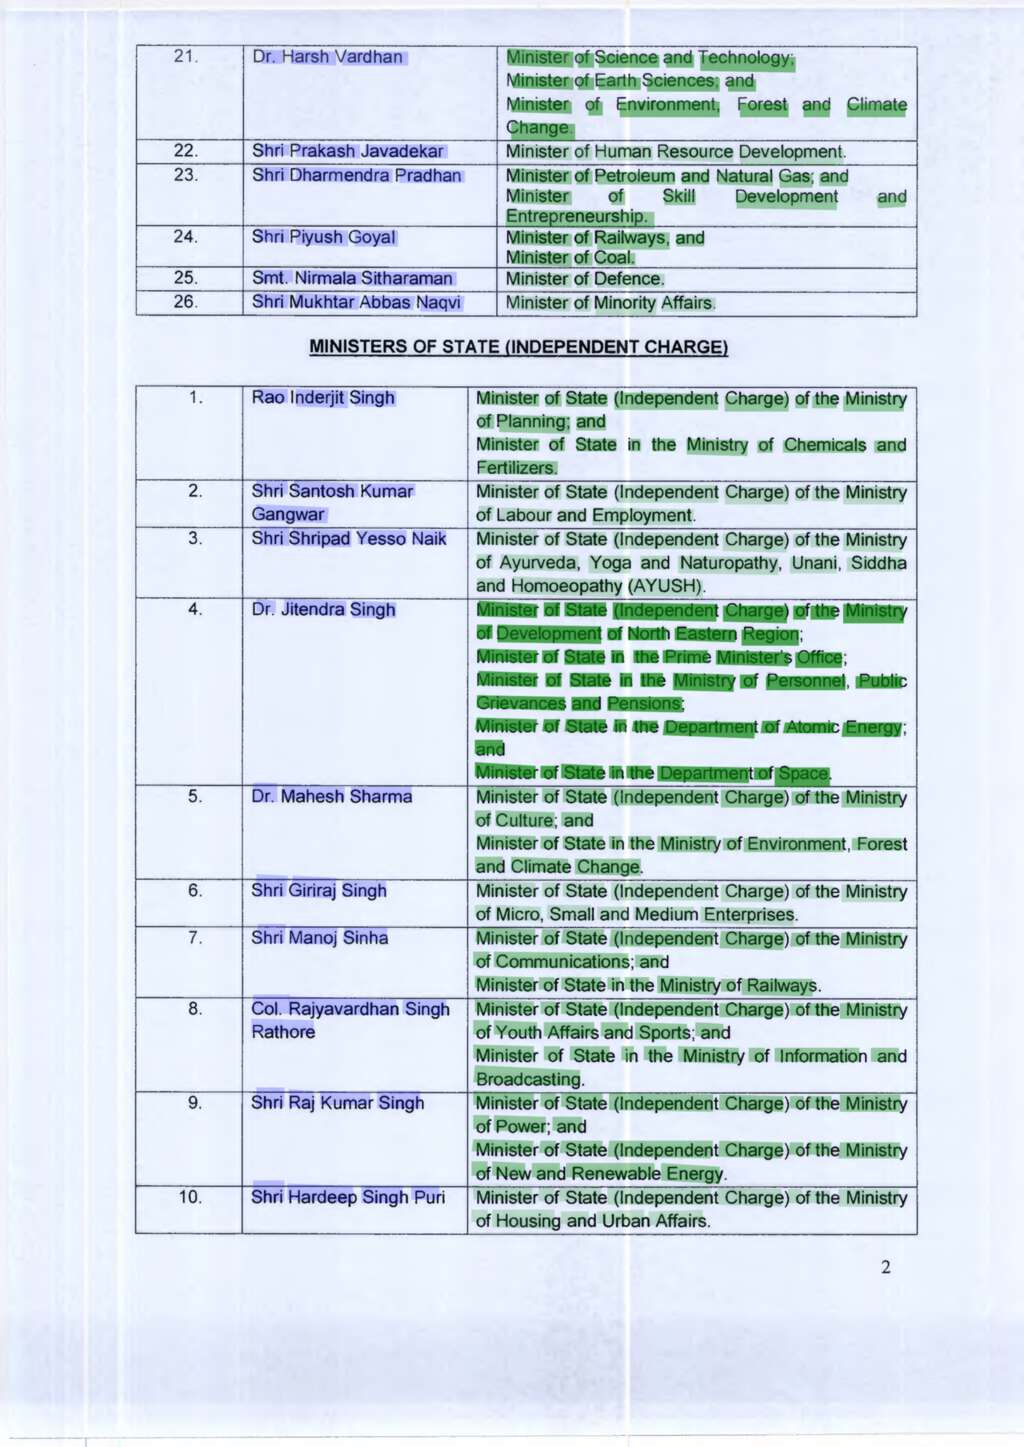 21. Dr. Harsh Vardhan Minister of Science and Technology;
Minister of Earth Sciences; and
Minister of Environment, Forest and Climate
Change.
22. Shri Prakash Javadekar Minister of Human Resource Development.
23. Shri Dharmendra Pradhan Minister of Petroleum and Natural Gas; and
Minister of Skill Development and
Entrepreneurship.
24. Shri Piyush Goyal Minister of Railways, and
Minister of Coal.
25. Smt. Nirmala Sitharaman Minister of Defence.
26. Shri Mukhtar Abbas Naqvi Minister of Minority Affairs.
MINISTERS OF STATE (INDEPENDENT CHARGE)
1. Rao Inderjit Singh Minister of State (Independent Charge) of the Ministry
of Planning; and
Minister of State in the Ministry of Chemicals and
Fertilizers.
2. Shri Santosh Kumar Minister of State (Independent Charge) of the Ministry
Gangwar of Labour and Employment.
3. Shri Shripad Yesso Naik Minister of State (Independent Charge) of the Ministry
of Ayurveda, Yoga and Naturopathy, Unani, Siddha
and Homoeopathy (AYUSH).
4. Dr. Jitendra Singh Minister of State (Independent Charge) of the Ministry
of Development of North Eastern Region;
Minister of State in the Prime Minister's Office;
Minister of State in the Ministry of Personnel, Public
Grievances and Pensions;
Minister of State in the Department of Atomic Energy;
and
Minister of State in the Department of Space.
5. Dr. Mahesh Sharma Minister of State (Independent Charge) of the Ministry
of Culture; and
Minister of State in the Ministry of Environment, Forest
and Climate Change.
6. Shri Giriraj Singh Minister of State (Independent Charge) of the Ministry
of Micro, Small and Medium Enterprises.
7. Shri Manoj Sinha Minister of State (Independent Charge) of the Ministry
of Communications; and
Minister of State in the Ministry of Railways.
8. Col. Rajyavardhan Singh Minister of State (Independent Charge) of the Ministry
Rathore of Youth Affairs and Sports; and
Minister of State in the Ministry of Information and
Broadcasting.
9. Shri Raj Kumar Singh Minister of State (Independent Charge) of the Ministry
of Power; and
Minister of State (Independent Charge) of the Ministry
of New and Renewable Energy.
10. Shri Hardeep Singh Puri Minister of State (Independent Charge) of the Ministry
of Housing and Urban Affairs.
2